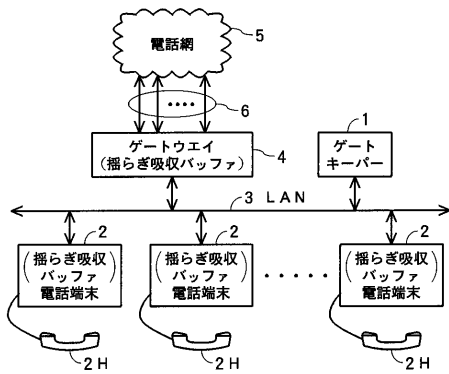 電話網
5
6
ゲートウエイ
(揺らぎ吸収バッファ)
4
1
ゲート
キーパー
3 LAN
2
(揺らぎ吸収
バッファ)
電話端末
2H
2
(揺らぎ吸収
バッファ)
電話端末
2H
2
(揺らぎ吸収
バッファ)
電話端末
2H